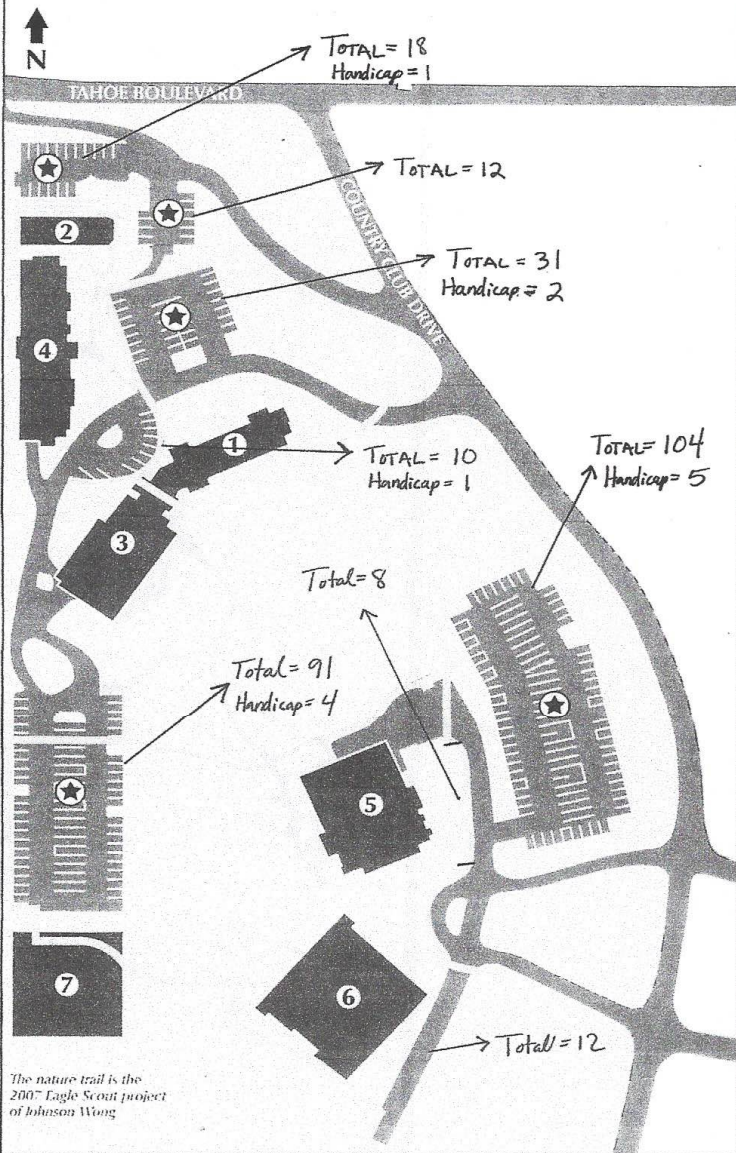 N
TOTAL = 18
Handicap = 1
TAHOE BOULEVARD
TOTAL = 12
COUNTRY CLUB DRIVE
2
TOTAL = 31
Handicap = 2
4
1
TOTAL = 10
Handicap = 1
TOTAL = 104
Handicap = 5
3
Total = 8
Total = 91
Handicap = 4
5
7
6
Total = 12
The nature trail is the
2007 Eagle Scout project
of Johnson Wong